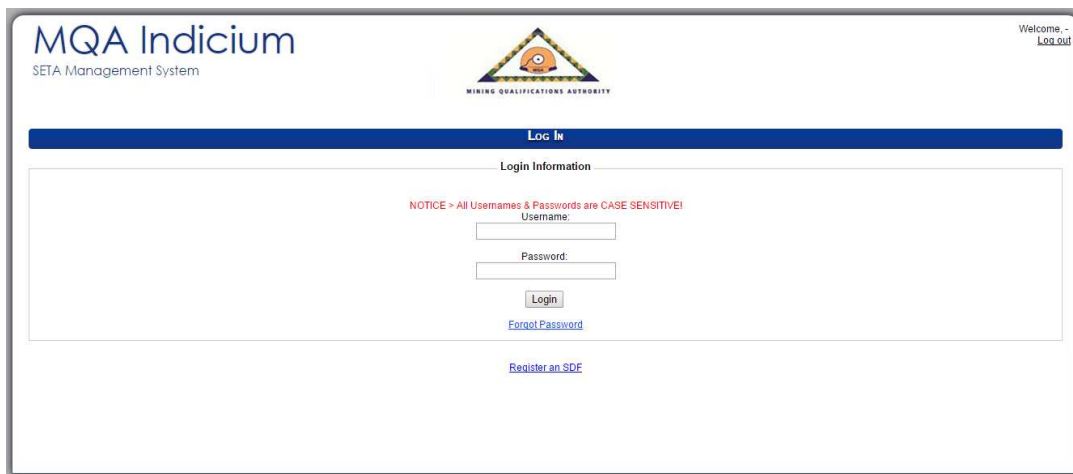 MQA Indicium
SETA Management System
MQA
MINING QUALIFICATIONS AUTHORITY
Welcome, -
Log out
Log In
Login Information
NOTICE > All Usernames & Passwords are CASE SENSITIVE!
Username:
Password:
Login
Forgot Password
Register an SDF